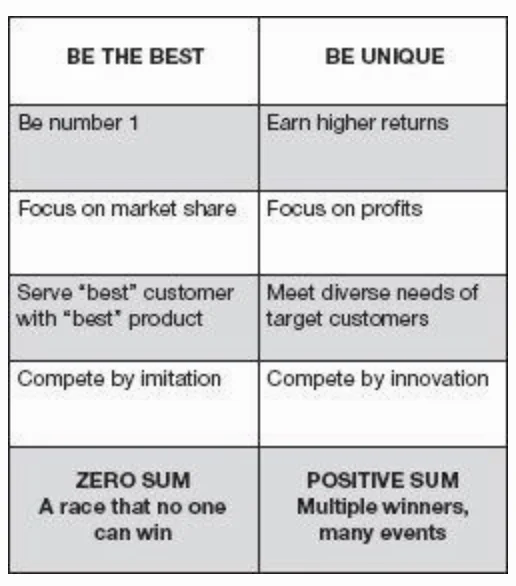 BE THE BEST
BE UNIQUE
Be number 1
Earn higher returns
Focus on market share
Focus on profits
Serve “best” customer
with “best” product
Meet diverse needs of
target customers
Compete by imitation
Compete by innovation
ZERO SUM
A race that no one
can win
POSITIVE SUM
Multiple winners,
many events